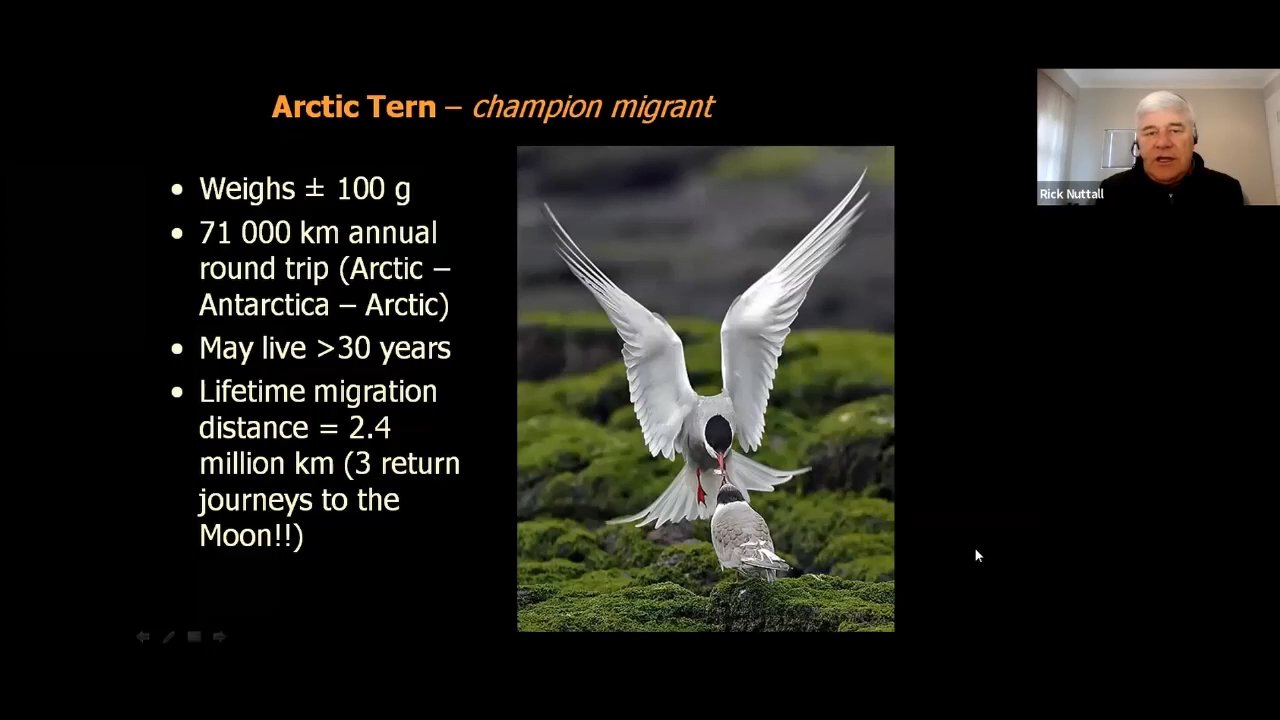 Arctic Tern – champion migrant
• Weighs ± 100 g
• 71 000 km annual
round trip (Arctic –
Antarctica – Arctic)
• May live >30 years
• Lifetime migration
distance = 2.4
million km (3 return
journeys to the
Moon!!)
Rick Nuttall